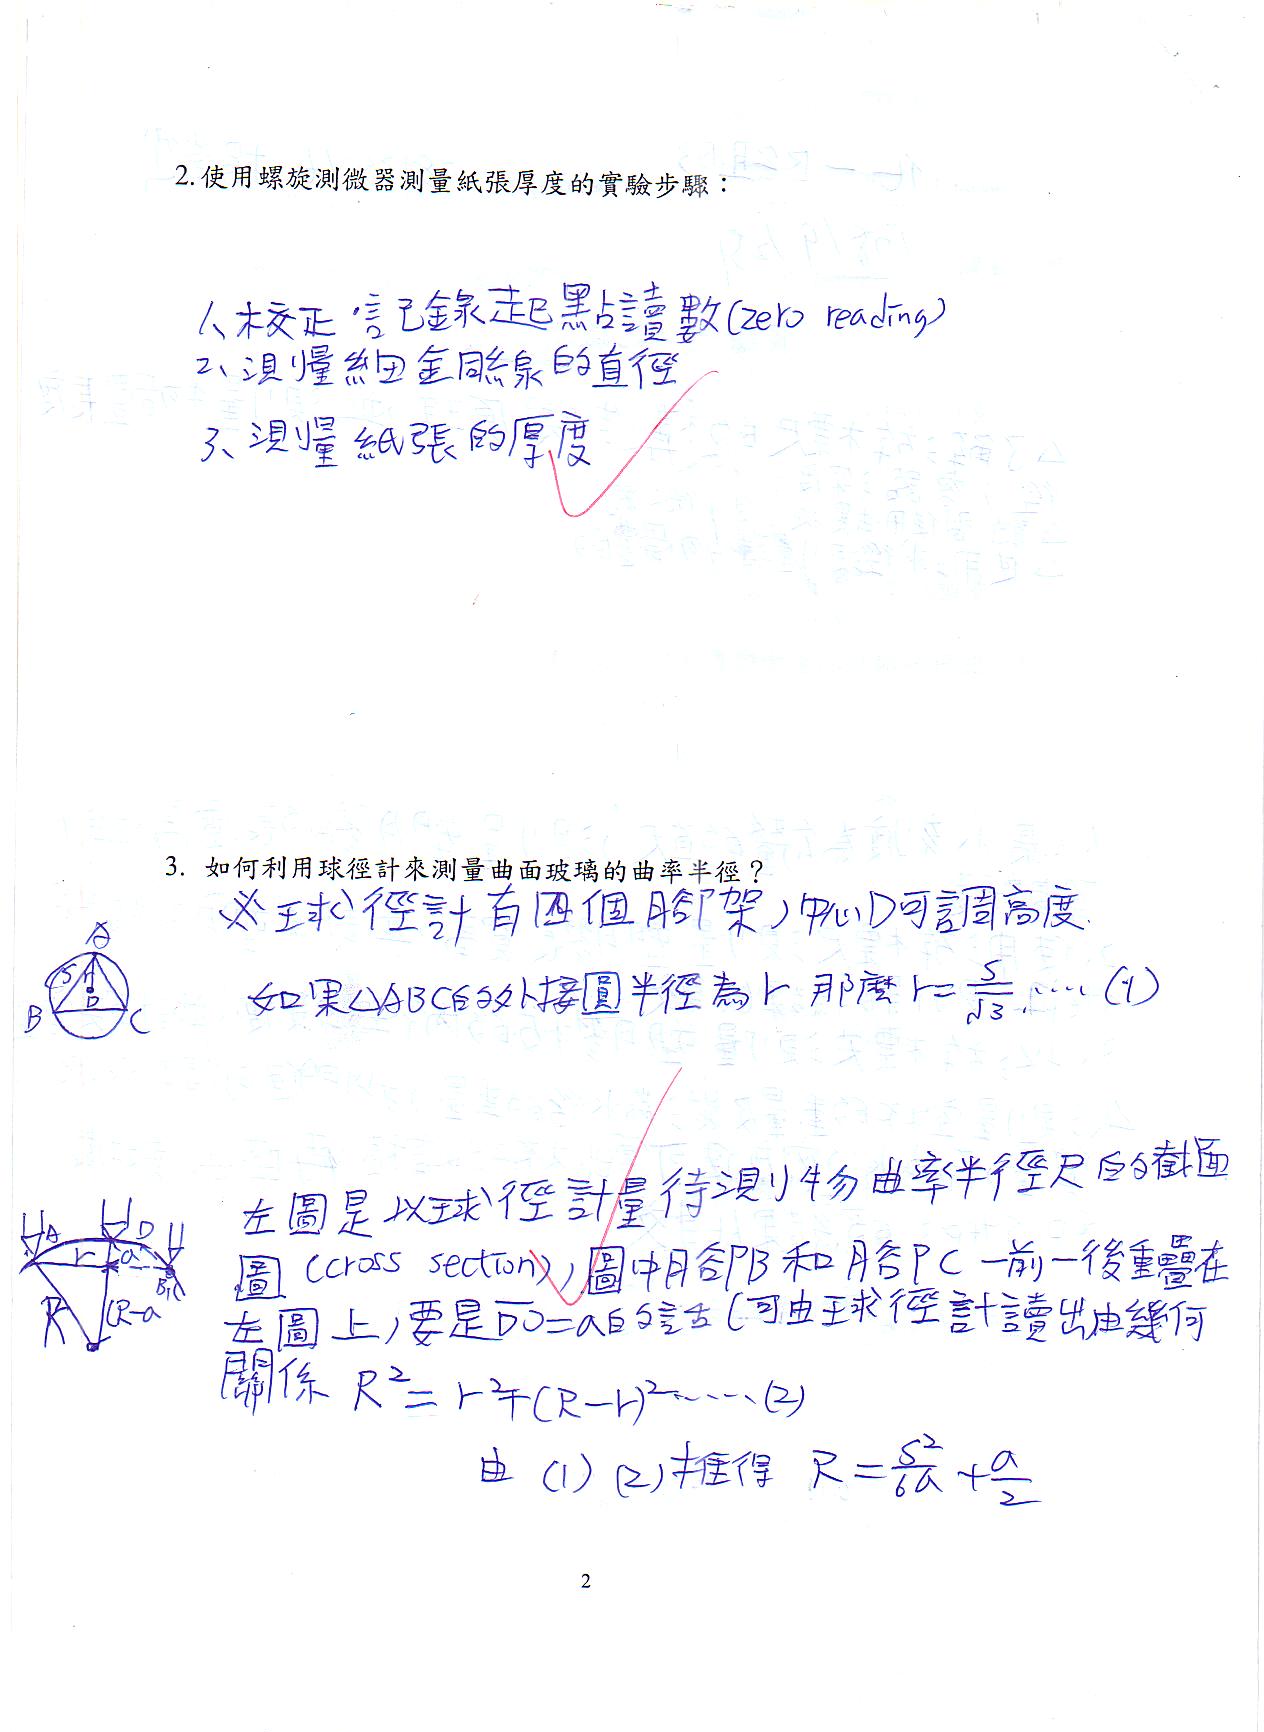 2.使用螺旋測微器測量紙張厚度的實驗步驟：
1、校正、記錄起點讀數(zero reading)
2、測量細金屬線的直徑
3、測量紙張的厚度
3. 如何利用球徑計來測量曲面玻璃的曲率半徑？
※球徑計有四個腳架，中心D可調高度.
A
S
D
B
C
如果△ABC的外接圓半徑為r 那麼r=S/√3 .... (1)
左圖是以球徑計量待測物曲率半徑尺的截面
圖(cross section)，圖中腳B和腳C一前一後重疊在
左圖上，要是DO=a的話(可由球徑計讀出由幾何
關係 R²=r²+(R-r)².....(2)
A
D
r
a
B,C
R
(R-a
由 (1) (2)推得 R=S²/6a+a/2
2